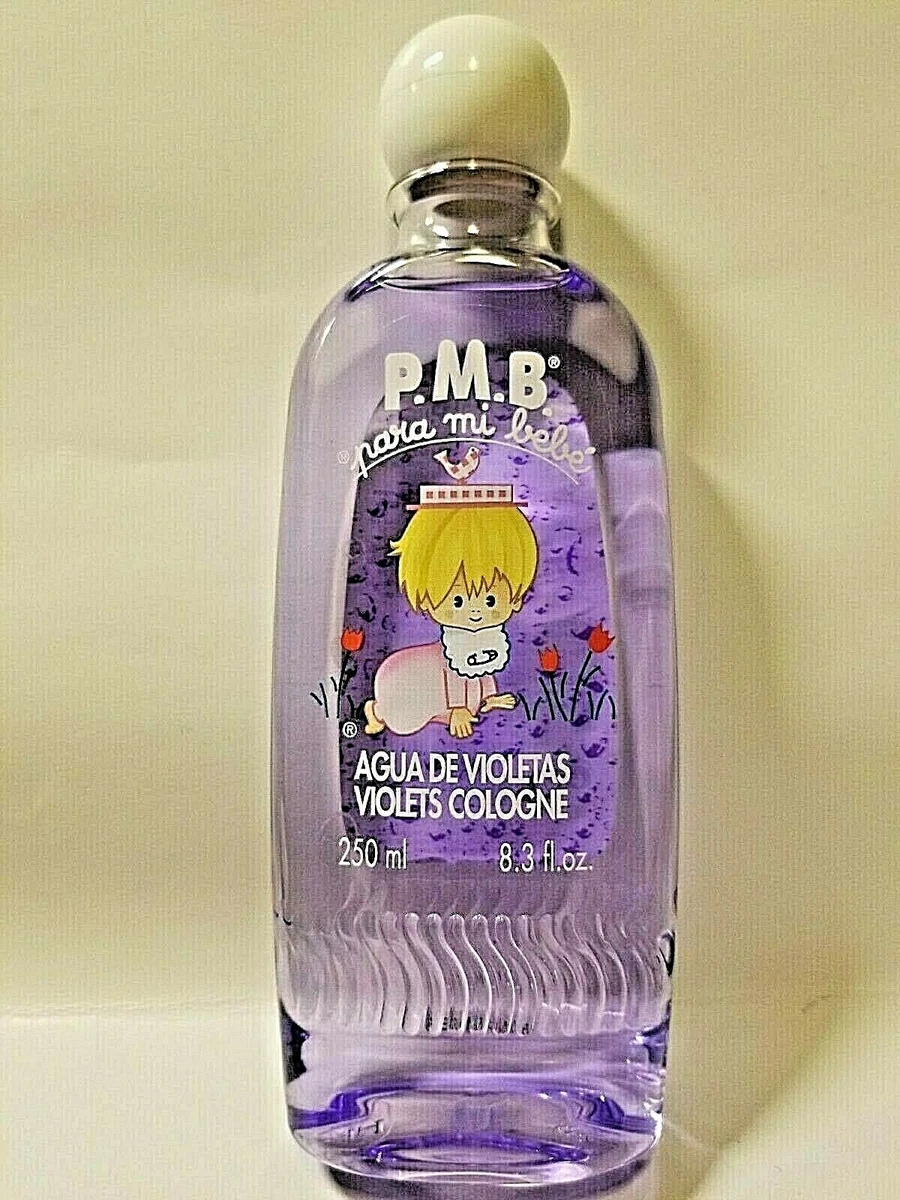 P.M.B.®
® para mi bebé
®
AGUA DE VIOLETAS
VIOLETS COLOGNE
250 ml 8.3 fl.oz.